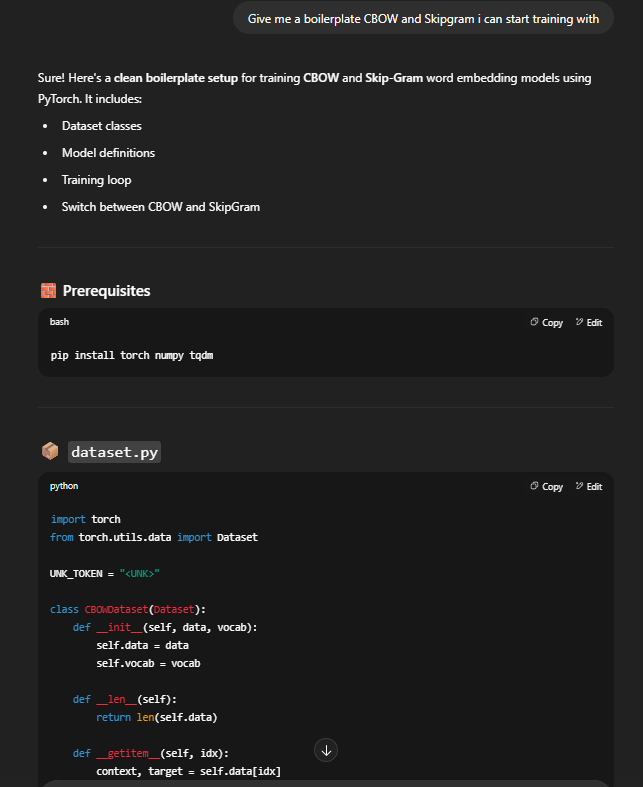 Give me a boilerplate CBOW and Skipgram i can start training with
Sure! Here's a clean boilerplate setup for training CBOW and Skip-Gram word embedding models using
PyTorch. It includes:
• Dataset classes
• Model definitions
• Training loop
• Switch between CBOW and SkipGram
Prerequisites
bash
Copy
Edit
pip install torch numpy tqdm
dataset.py
python
Copy
Edit
import torch
from torch.utils.data import Dataset
UNK_TOKEN = "<UNK>"
class CBOWDataset(Dataset):
    def __init__(self, data, vocab):
        self.data = data
        self.vocab = vocab
    def __len__(self):
        return len(self.data)
    def __getitem__(self, idx):
        context, target = self.data[idx]